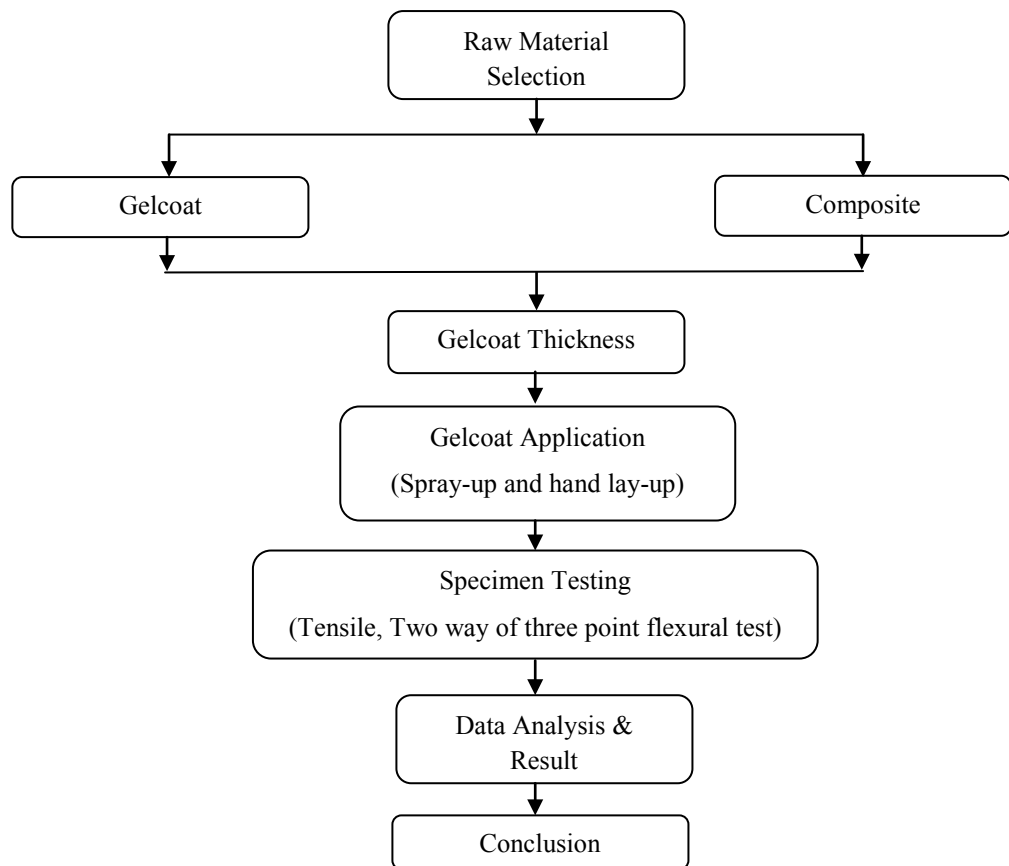 Raw Material
Selection
Gelcoat
Composite
Gelcoat Thickness
Gelcoat Application
(Spray-up and hand lay-up)
Specimen Testing
(Tensile, Two way of three point flexural test)
Data Analysis &
Result
Conclusion